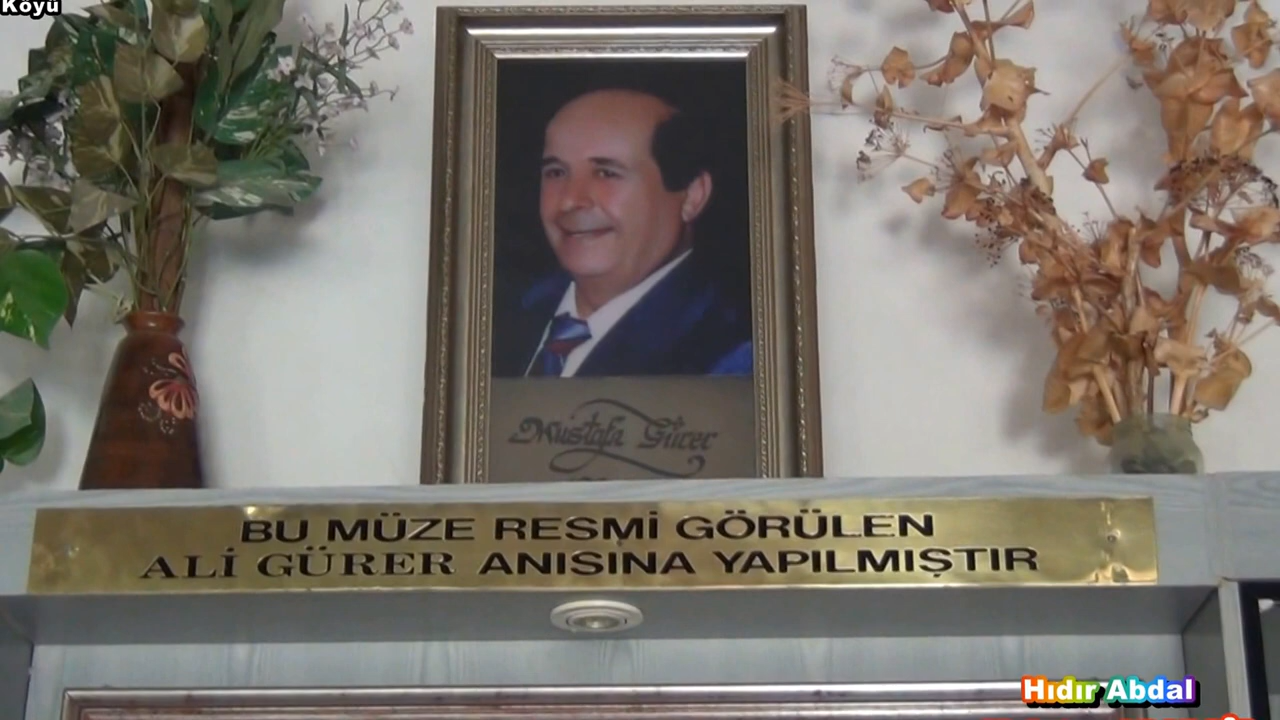 Köyü
Mustafa Gürer
BU MÜZE RESMİ GÖRÜLEN
ALİ GÜRER ANISINA YAPILMIŞTIR
Hıdır Abdal